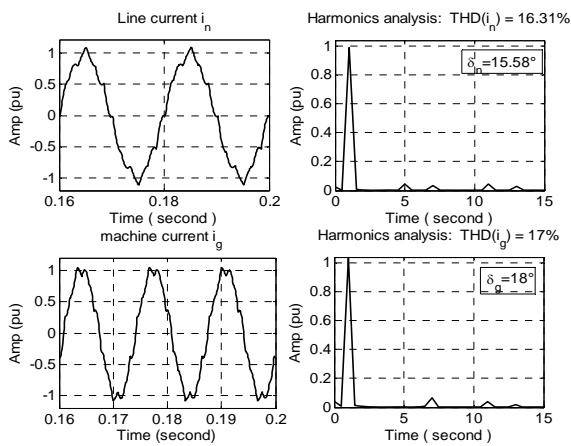 Line current i_n
Harmonics analysis: THD(i_n) = 16.31%
Amp (pu)
1
0.5
0
-0.5
-1
0.16 0.18 0.2
Time ( second )
Amp (pu)
1
0.8
0.6
0.4
0.2
0
δ_n=15.58°
0 5 10 15
Time ( second )
machine current i_g
Harmonics analysis: THD(i_g) = 17%
Amp (pu)
1
0.5
0
-0.5
-1
0.16 0.17 0.18 0.19 0.2
Time (second)
Amp (pu)
1
0.8
0.6
0.4
0.2
0
δ_g=18°
0 5 10 15
Time (second)